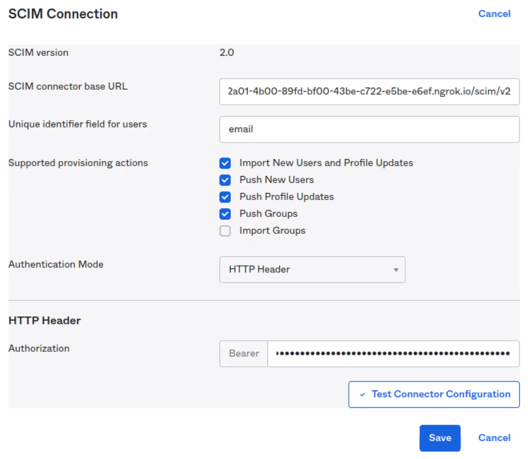 SCIM Connection Cancel
SCIM version 2.0
SCIM connector base URL 2a01-4b00-89fd-bf00-43be-c722-e5be-e6ef.ngrok.io/scim/v2
Unique identifier field for users email
Supported provisioning actions Import New Users and Profile Updates
Push New Users
Push Profile Updates
Push Groups
Import Groups
Authentication Mode HTTP Header
HTTP Header
Authorization Bearer
Test Connector Configuration
Save Cancel